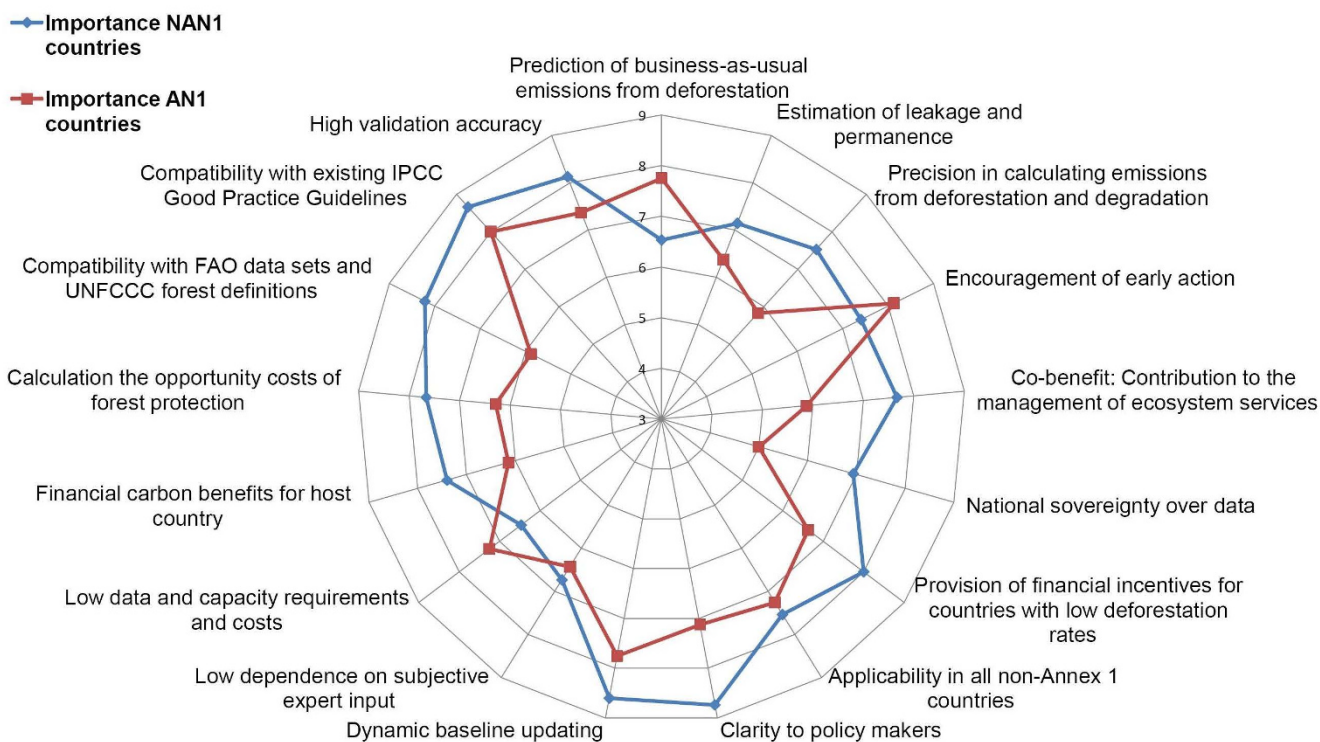 Importance NAN1
countries
Importance AN1
countries
Prediction of business-as-usual
emissions from deforestation
Estimation of leakage and
permanence
Precision in calculating emissions
from deforestation and degradation
Encouragement of early action
Co-benefit: Contribution to the
management of ecosystem services
National sovereignty over data
Provision of financial incentives for
countries with low deforestation
rates
Applicability in all non-Annex 1
countries
Clarity to policy makers
Dynamic baseline updating
Low dependence on subjective
expert input
Low data and capacity requirements
and costs
Financial carbon benefits for host
country
Calculation the opportunity costs of
forest protection
Compatibility with FAO data sets and
UNFCCC forest definitions
Compatibility with existing IPCC
Good Practice Guidelines
High validation accuracy
9
8
7
6
5
4
3